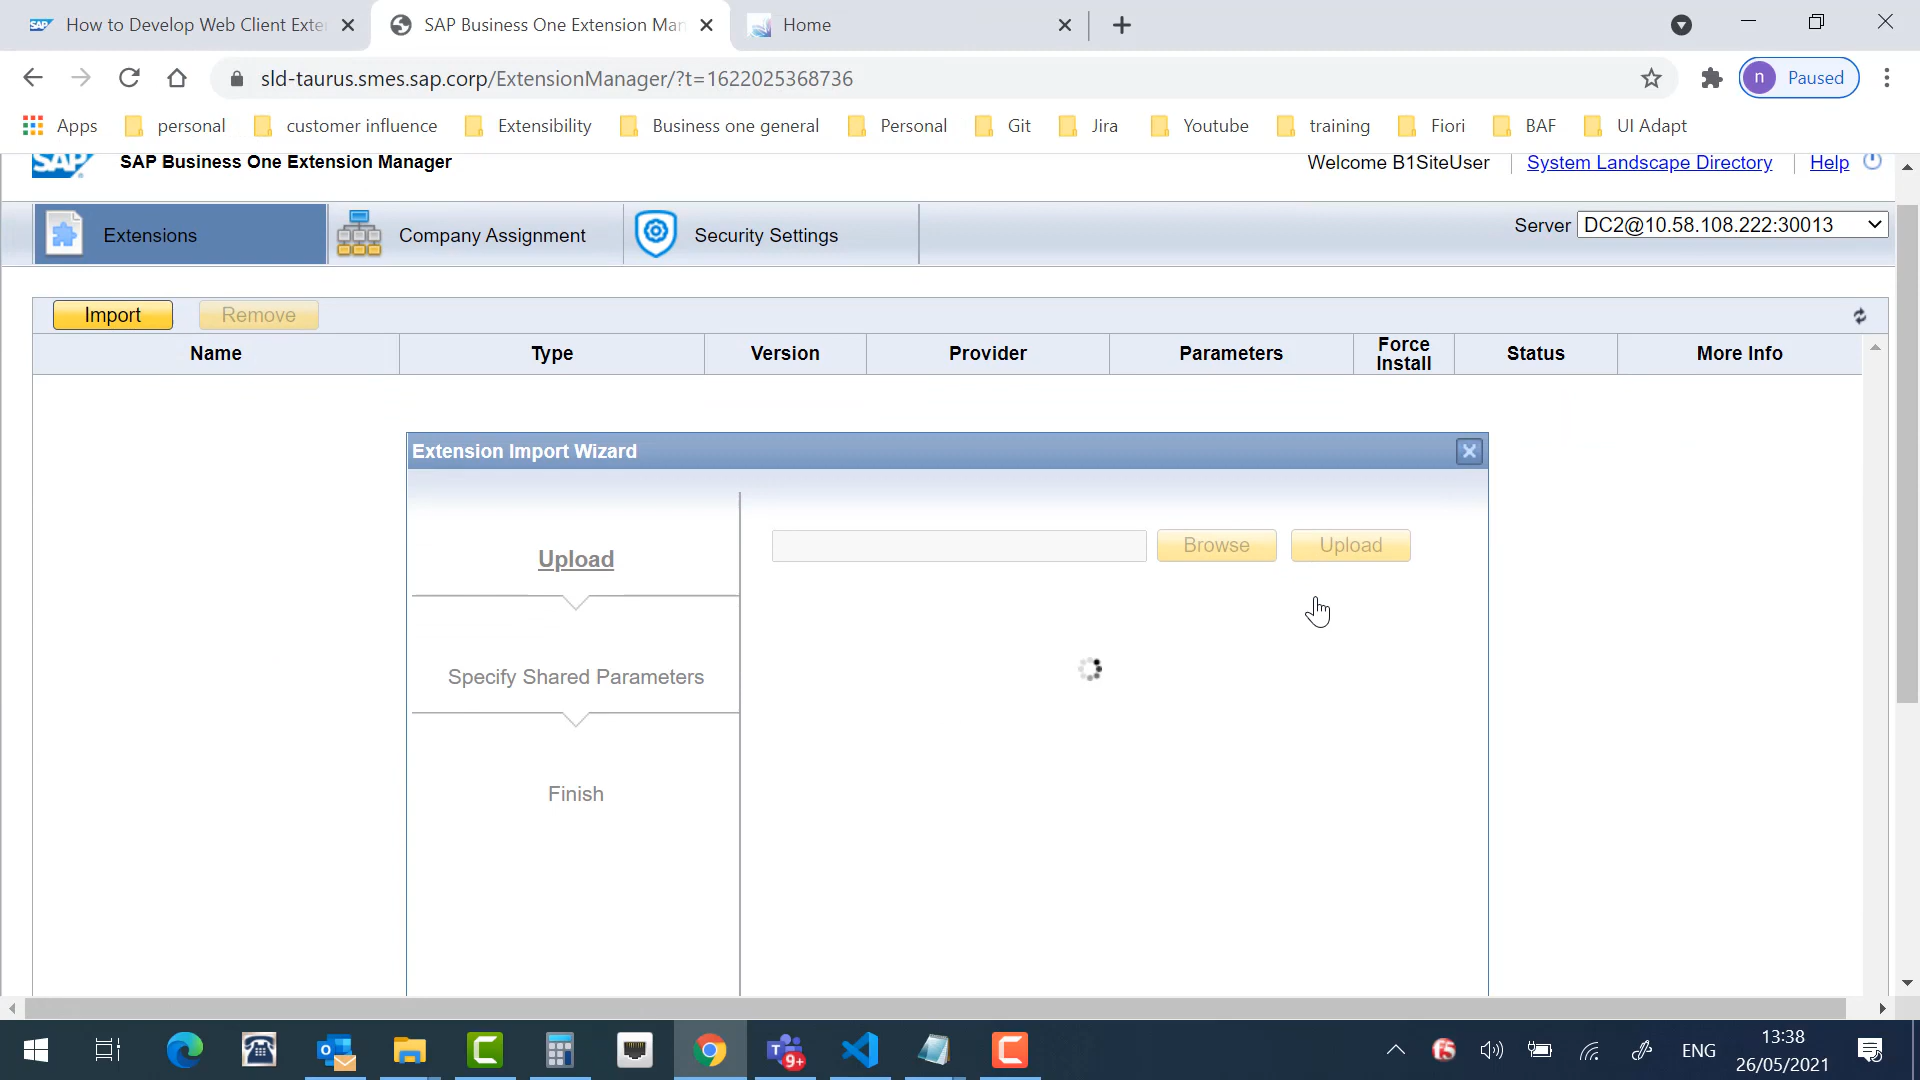 SAP How to Develop Web Client Exte
SAP Business One Extension Man
Home
sld-taurus.smes.sap.corp/ExtensionManager/?t=1622025368736
n Paused
Apps personal customer influence Extensibility Business one general Personal Git Jira Youtube training Fiori BAF UI Adapt
SAP SAP Business One Extension Manager Welcome B1SiteUser System Landscape Directory Help
Extensions Company Assignment Security Settings Server DC2@10.58.108.222:30013
Import Remove
Name Type Version Provider Parameters Force Install Status More Info
Extension Import Wizard
Upload
Browse Upload
Specify Shared Parameters
Finish
9+
ENG
13:38
26/05/2021